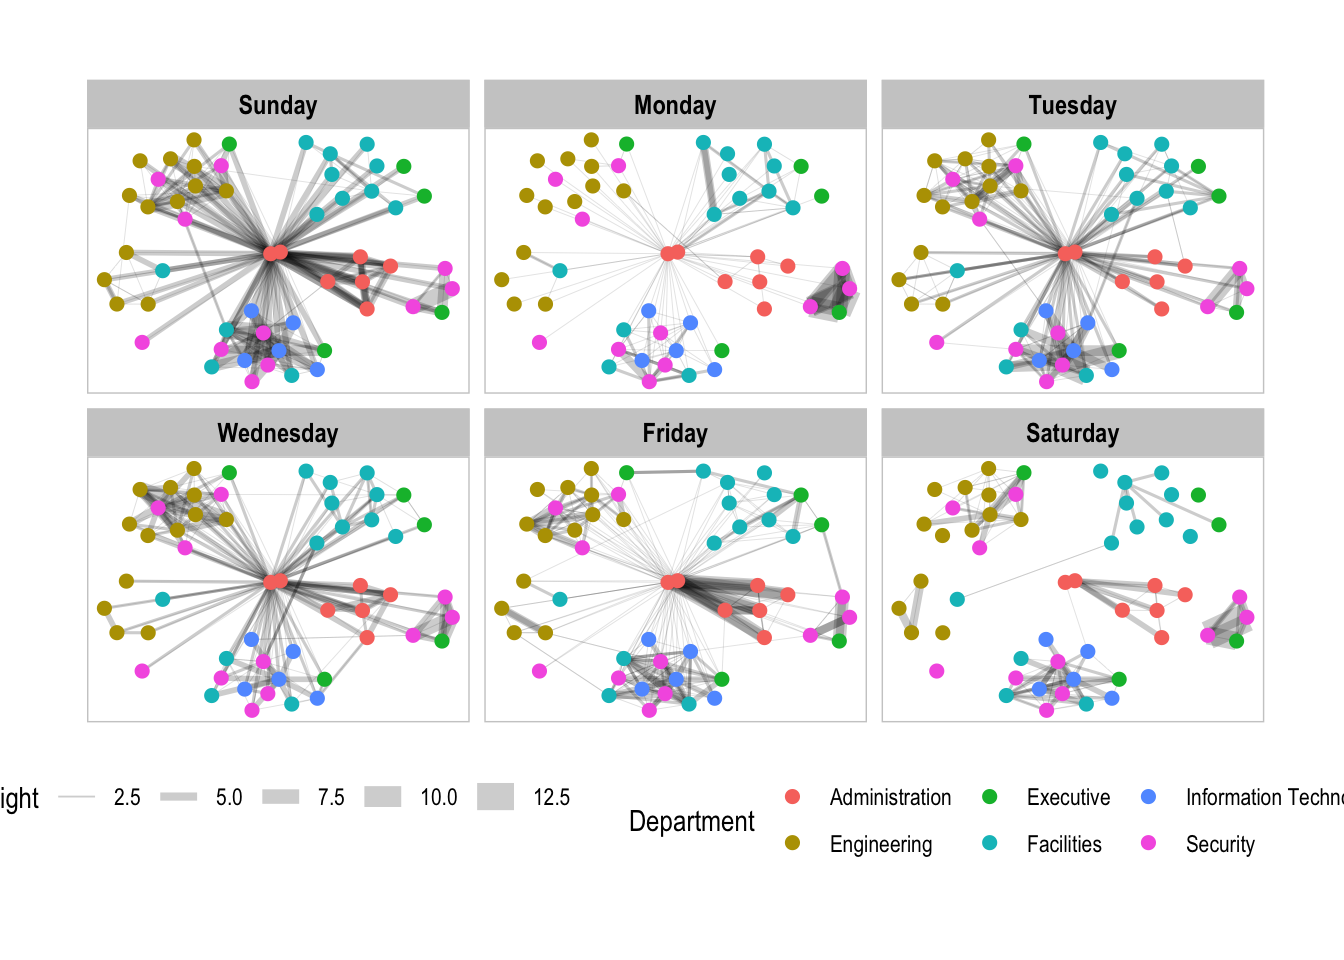 Sunday Monday Tuesday
Wednesday Friday Saturday
ight 2.5 5.0 7.5 10.0 12.5
Department
Administration Executive Information Techno
Engineering Facilities Security